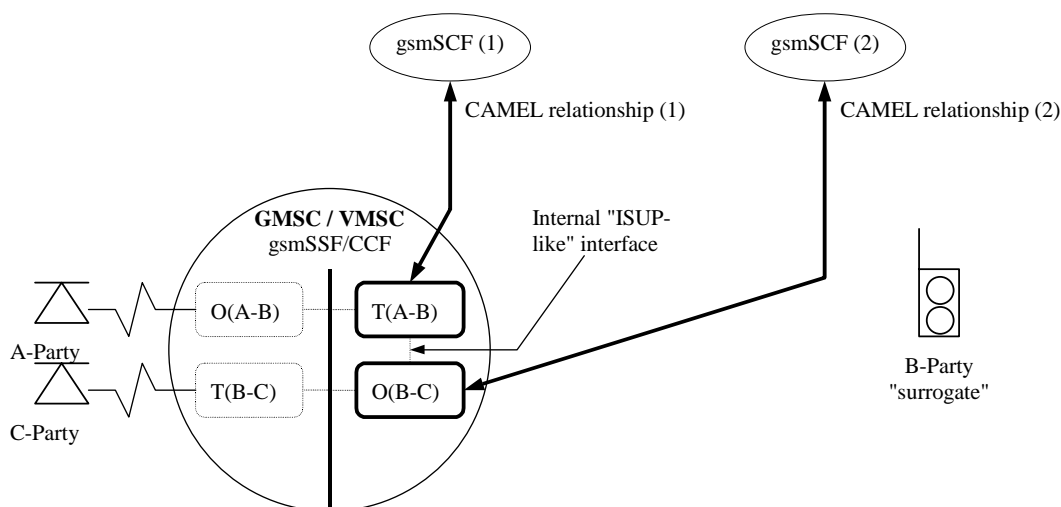 gsmSCF (1)
gsmSCF (2)
CAMEL relationship (1)
CAMEL relationship (2)
GMSC / VMSC
gsmSSF/CCF
Internal "ISUP-
like" interface
O(A-B)
T(A-B)
A-Party
T(B-C)
O(B-C)
C-Party
B-Party
"surrogate"